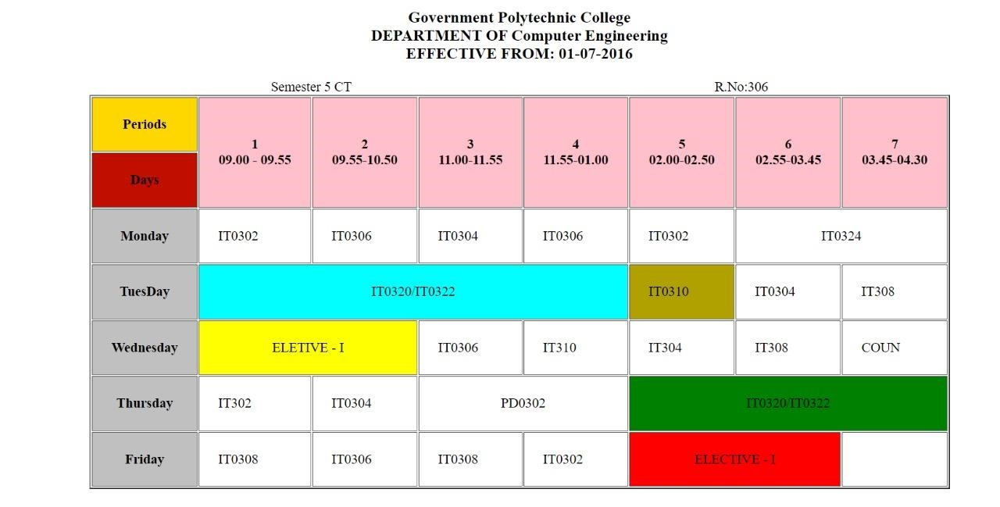 Government Polytechnic College
DEPARTMENT OF Computer Engineering
EFFECTIVE FROM: 01-07-2016
Semester 5 CT R.No:306
Periods
Days
1 2 3 4 5 6 7
09.00 - 09.55 09.55-10.50 11.00-11.55 11.55-01.00 02.00-02.50 02.55-03.45 03.45-04.30
Monday IT0302 IT0306 IT0304 IT0306 IT0302 IT0324
TuesDay IT0320/IT0322 IT0310 IT0304 IT308
Wednesday ELETIVE - I IT0306 IT310 IT304 IT308 COUN
Thursday IT302 IT0304 PD0302 IT0320/IT0322
Friday IT0308 IT0306 IT0308 IT0302 ELECTIVE - I